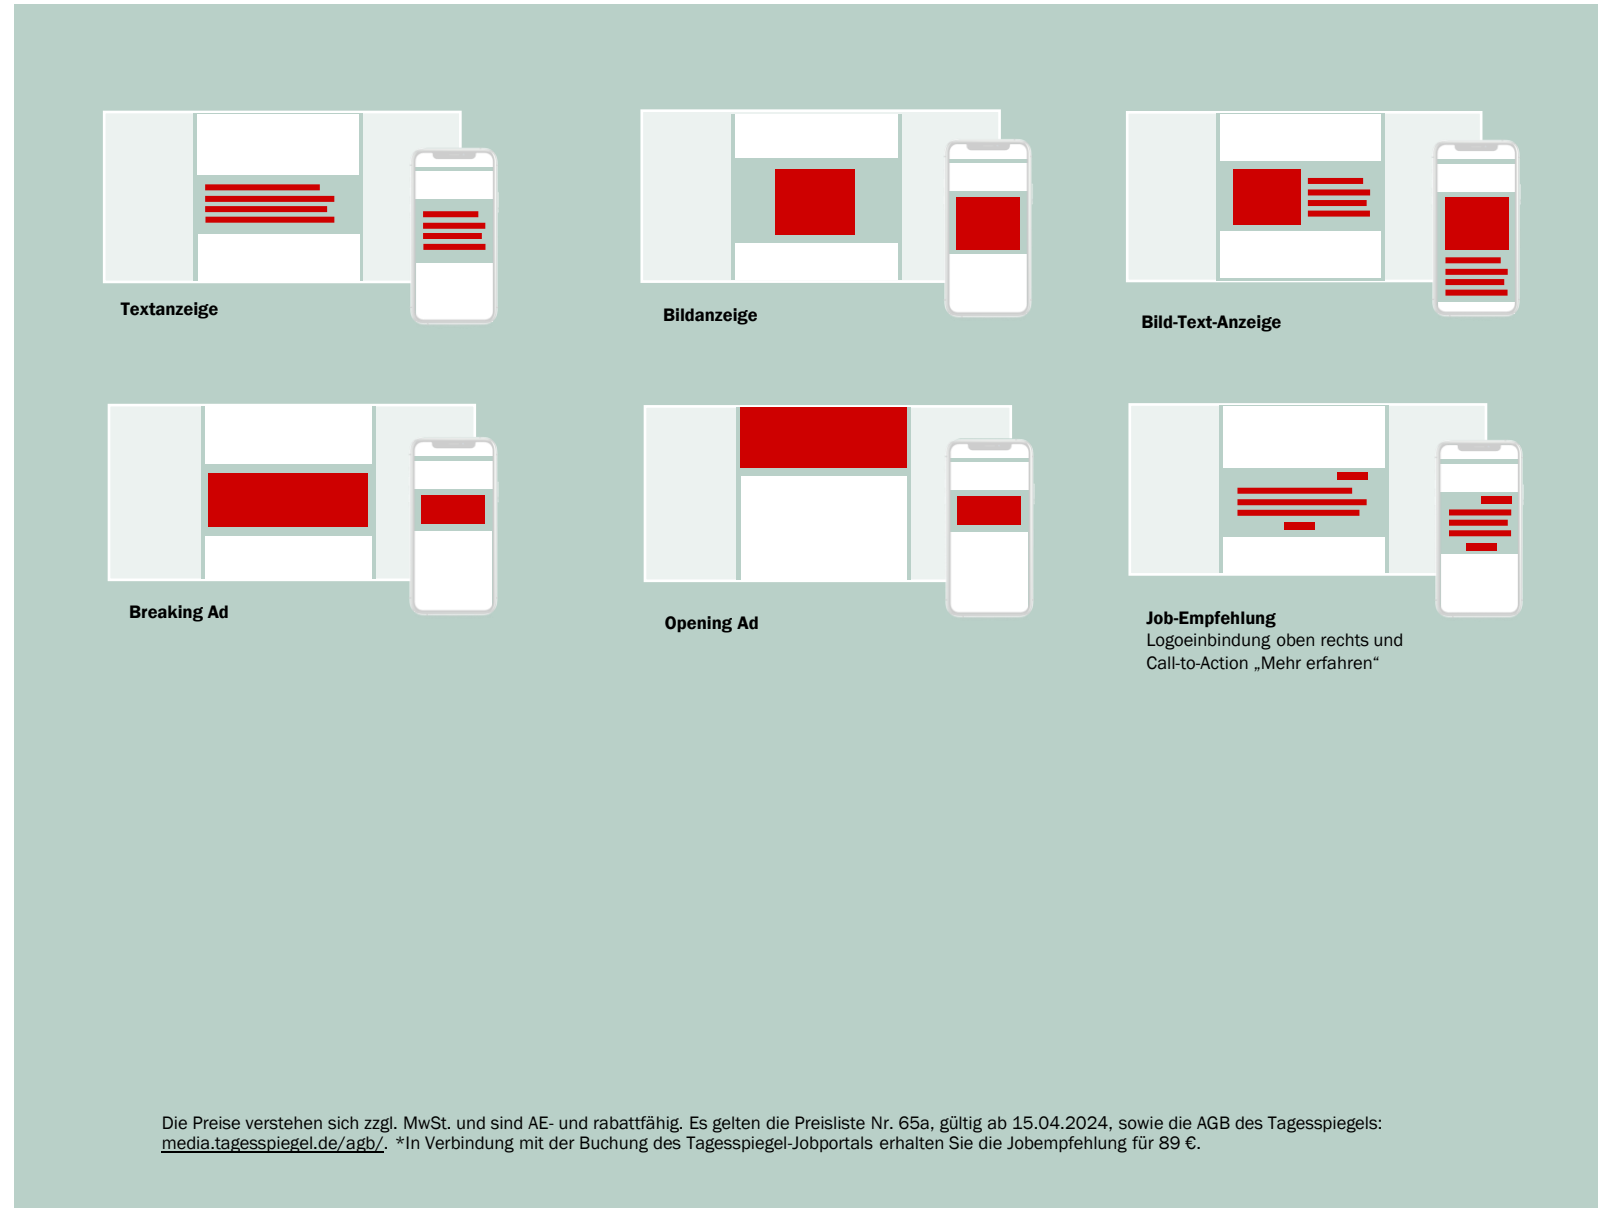 Textanzeige
Bildanzeige
Bild-Text-Anzeige
Breaking Ad
Opening Ad
Job-Empfehlung
Logoeinbindung oben rechts und
Call-to-Action „Mehr erfahren“
Die Preise verstehen sich zzgl. MwSt. und sind AE- und rabattfähig. Es gelten die Preisliste Nr. 65a, gültig ab 15.04.2024, sowie die AGB des Tagesspiegels:
media.tagesspiegel.de/agb/. *In Verbindung mit der Buchung des Tagesspiegel-Jobportals erhalten Sie die Jobempfehlung für 89 €.